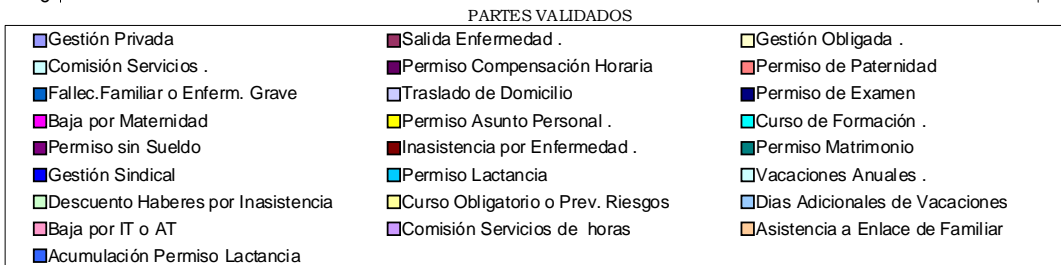 PARTES VALIDADOS
Gestión Privada Salida Enfermedad . Gestión Obligada .
Comisión Servicios . Permiso Compensación Horaria Permiso de Paternidad
Fallec.Familiar o Enferm. Grave Traslado de Domicilio Permiso de Examen
Baja por Maternidad Permiso Asunto Personal . Curso de Formación .
Permiso sin Sueldo Inasistencia por Enfermedad . Permiso Matrimonio
Gestión Sindical Permiso Lactancia Vacaciones Anuales .
Descuento Haberes por Inasistencia Curso Obligatorio o Prev. Riesgos Dias Adicionales de Vacaciones
Baja por IT o AT Comisión Servicios de horas Asistencia a Enlace de Familiar
Acumulación Permiso Lactancia